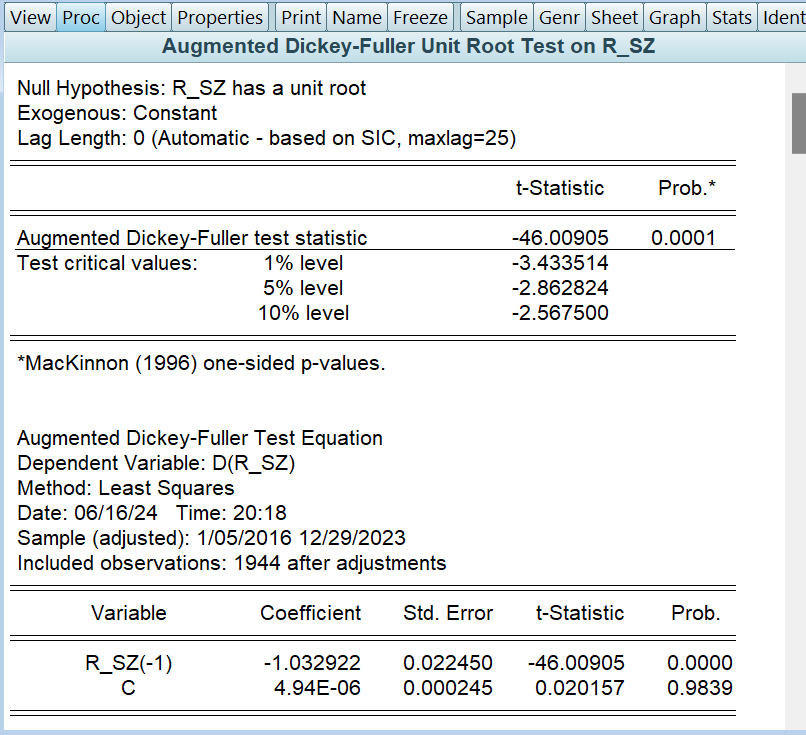 View Proc Object Properties Print Name Freeze Sample Genr Sheet Graph Stats Ident
Augmented Dickey-Fuller Unit Root Test on R_SZ
Null Hypothesis: R_SZ has a unit root
Exogenous: Constant
Lag Length: 0 (Automatic - based on SIC, maxlag=25)
t-Statistic Prob.*
Augmented Dickey-Fuller test statistic -46.00905 0.0001
Test critical values: 1% level -3.433514
5% level -2.862824
10% level -2.567500
*MacKinnon (1996) one-sided p-values.
Augmented Dickey-Fuller Test Equation
Dependent Variable: D(R_SZ)
Method: Least Squares
Date: 06/16/24 Time: 20:18
Sample (adjusted): 1/05/2016 12/29/2023
Included observations: 1944 after adjustments
Variable Coefficient Std. Error t-Statistic Prob.
R_SZ(-1) -1.032922 0.022450 -46.00905 0.0000
C 4.94E-06 0.000245 0.020157 0.9839